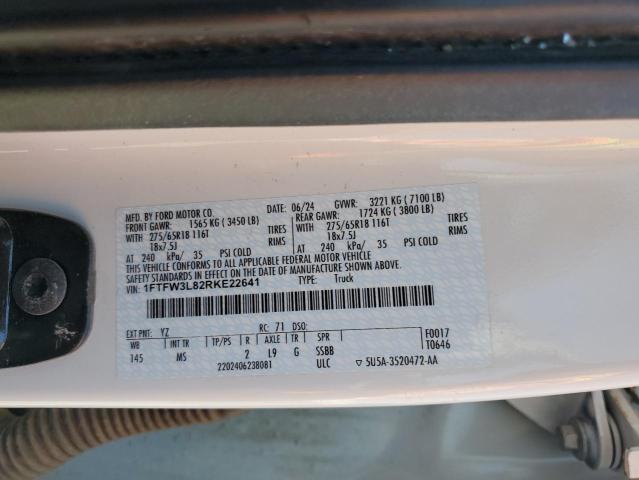 MFD. BY FORD MOTOR CO. 06/24 GVWR: 3221 KG ( 7100 LB)
FRONT GAWR: 1565 KG ( 3450 LB) REAR GAWR: 1724 KG ( 3800 LB)
WITH 275/65R18 116T TIRES WITH 275/65R18 116T TIRES
18x7.5J RIMS 18x7.5J RIMS
AT 240 kPa/ 35 PSI COLD AT 240 kPa/ 35 PSI COLD
THIS VEHICLE CONFORMS TO ALL APPLICABLE FEDERAL MOTOR VEHICLE
SAFETY STANDARDS IN EFFECT ON THE DATE OF MANUFACTURE SHOWN ABOVE.
VIN: 1FTFW3L82RKE22641 TYPE: Truck
EXT PNT: YZ RC: 71 DSO: F0017
WB INT TR TP/PS R AXLE TR SPR T0646
145 MS 2 L9 G SSBB
2202406238081 ULC ▽ 5U5A-3520472-AA